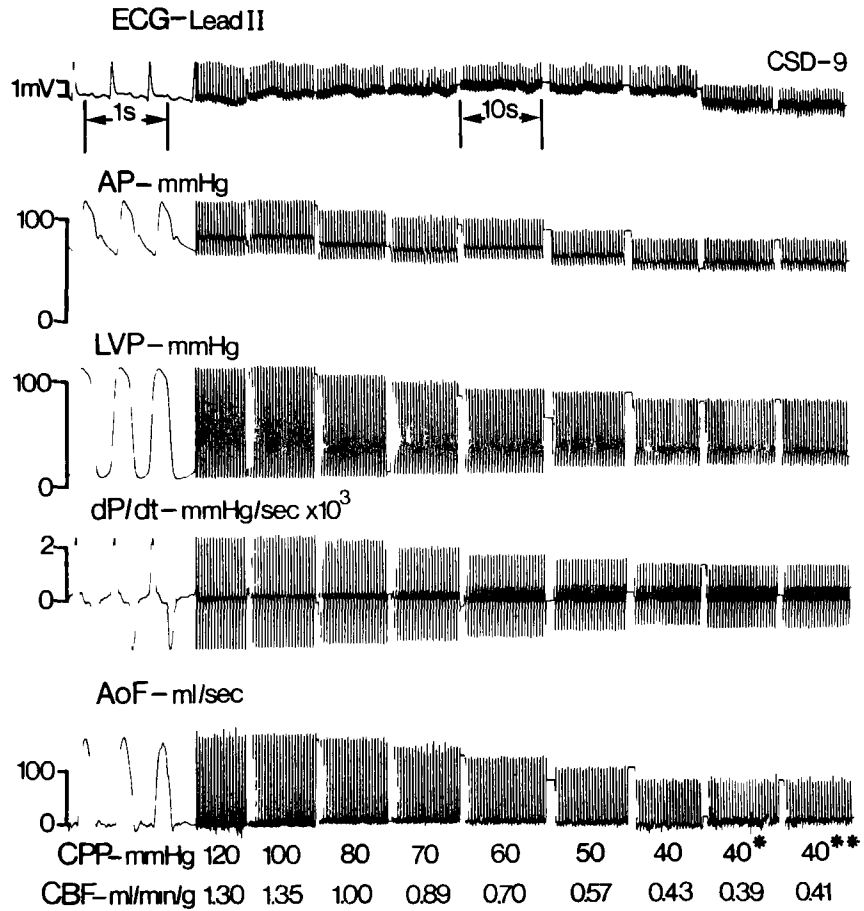 ECG-Lead II
CSD-9
1mV
1s
10s
AP-mmHg
100
0
LVP-mmHg
100
0
dP/dt-mmHg/sec x10³
2
0
AoF-ml/sec
100
0
CPP-mmHg 120 100 80 70 60 50 40 40* 40**
CBF-ml/min/g 1.30 1.35 1.00 0.89 0.70 0.57 0.43 0.39 0.41